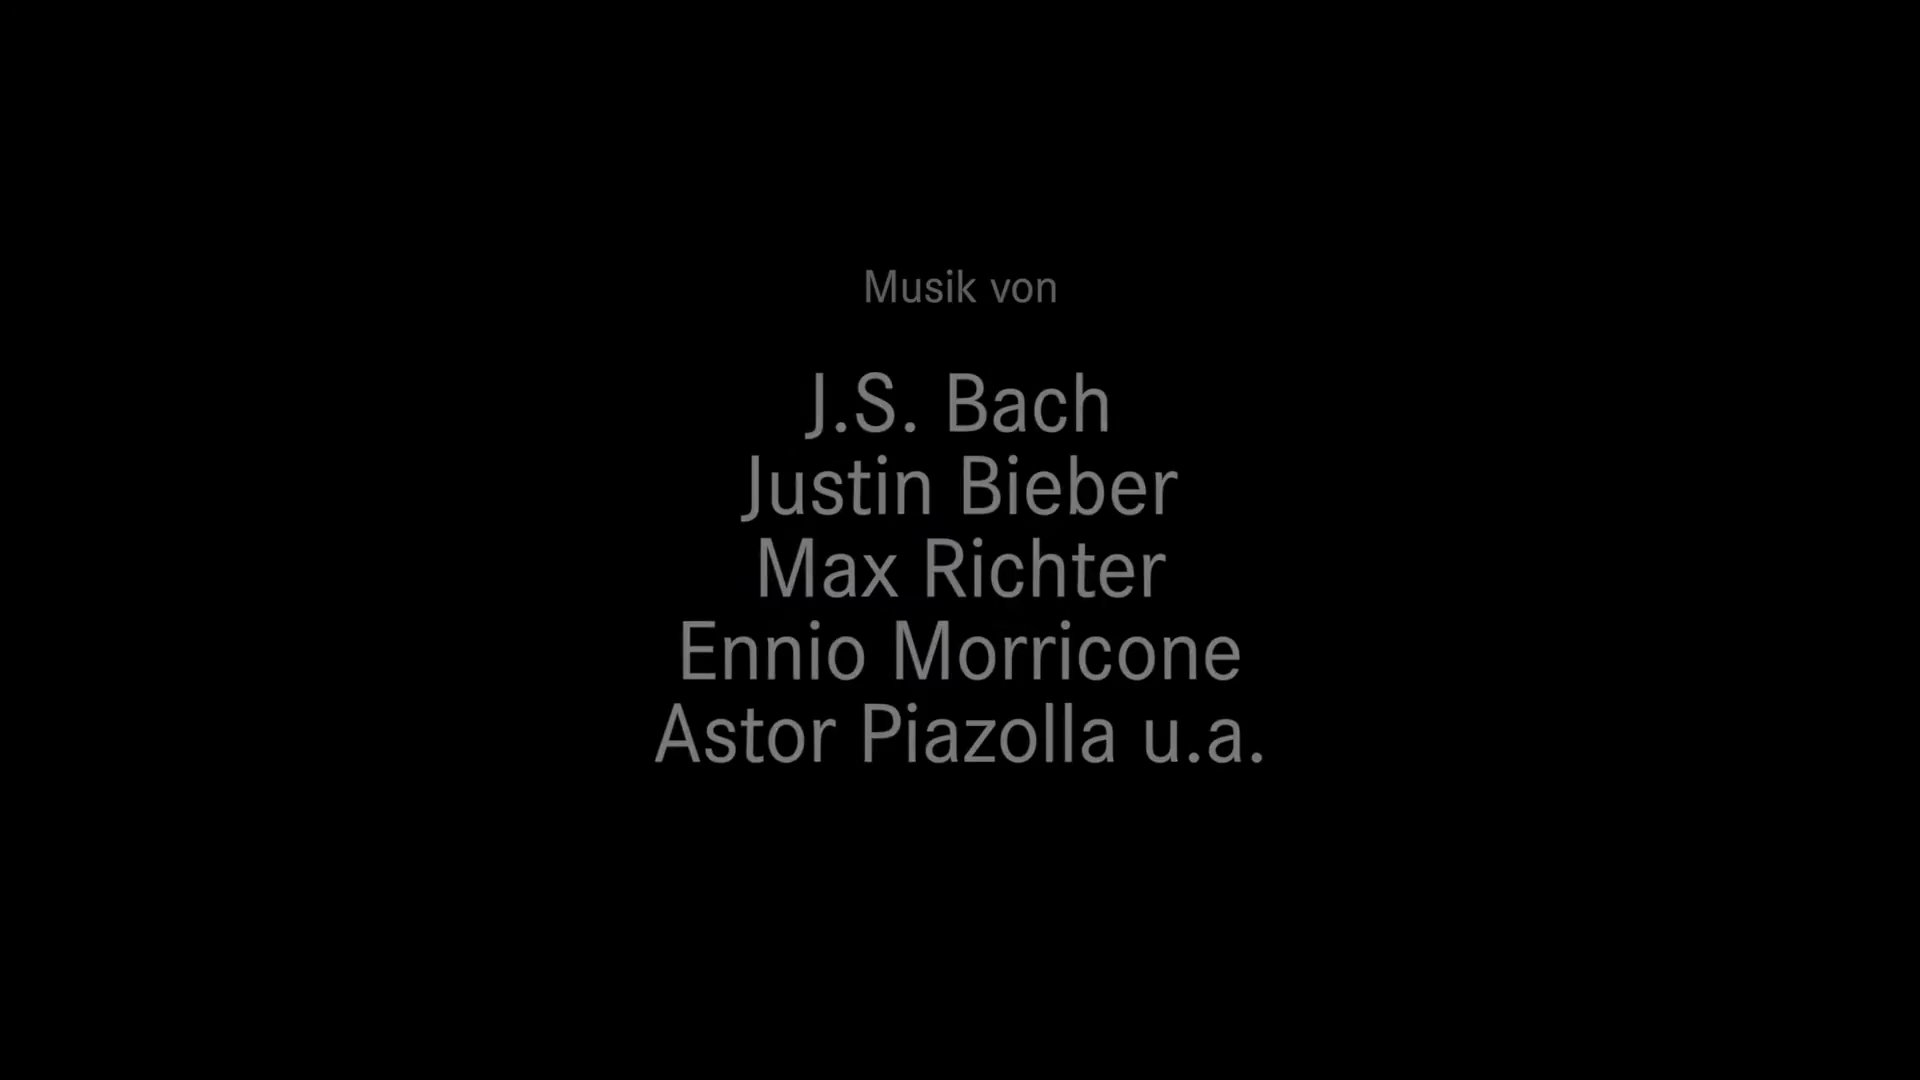 Musik von
J.S. Bach
Justin Bieber
Max Richter
Ennio Morricone
Astor Piazolla u.a.